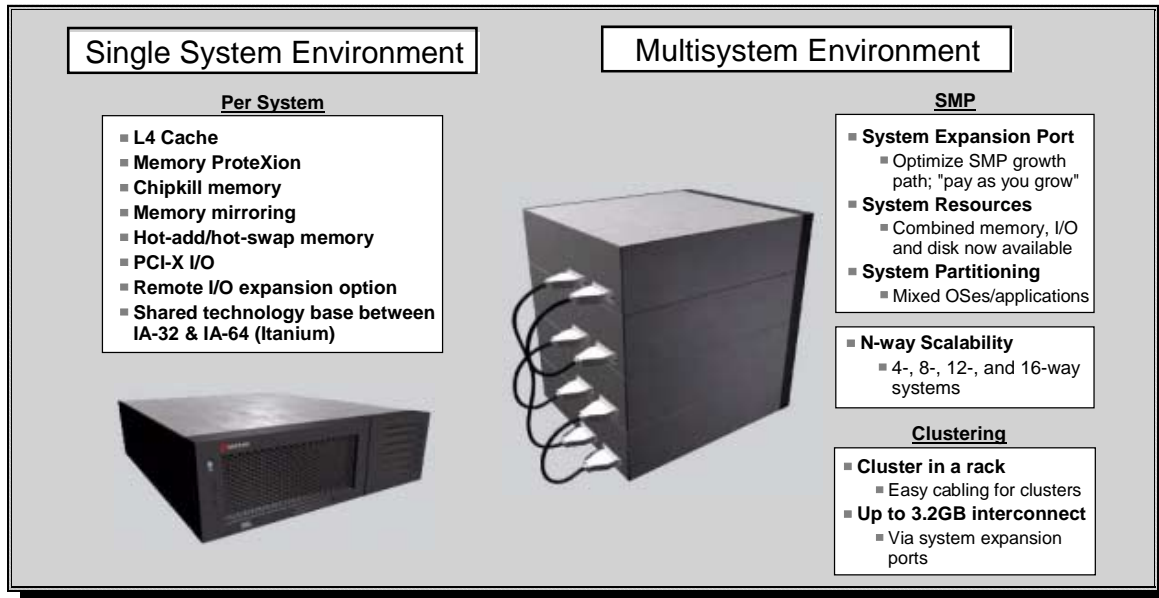 Single System Environment
Per System
L4 Cache
Memory ProteXion
Chipkill memory
Memory mirroring
Hot-add/hot-swap memory
PCI-X I/O
Remote I/O expansion option
Shared technology base between
IA-32 & IA-64 (Itanium)
Multisystem Environment
SMP
System Expansion Port
Optimize SMP growth
path; "pay as you grow"
System Resources
Combined memory, I/O
and disk now available
System Partitioning
Mixed OSes/applications
N-way Scalability
4-, 8-, 12-, and 16-way
systems
Clustering
Cluster in a rack
Easy cabling for clusters
Up to 3.2GB interconnect
Via system expansion
ports